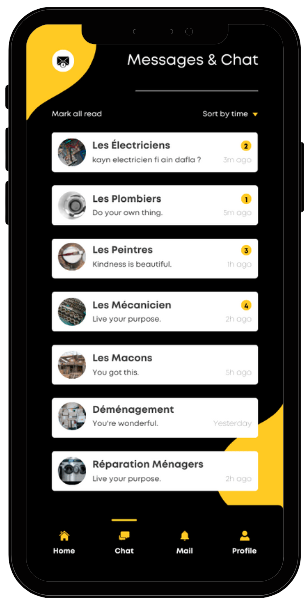 Messages & Chat
Mark all read Sort by time
Les Électriciens 2
kayn electricien fi ain dafla ? 3m ago
Les Plombiers 1
Do your own thing. 5m ago
Les Peintres 3
Kindness is beautiful. 1h ago
Les Mécanicien 4
Live your purpose. 2h ago
Les Macons
You got this. 5h ago
Déménagement
You're wonderful. Yesterday
Réparation Ménagers
Live your purpose. 2h ago
Home Chat Mail Profile